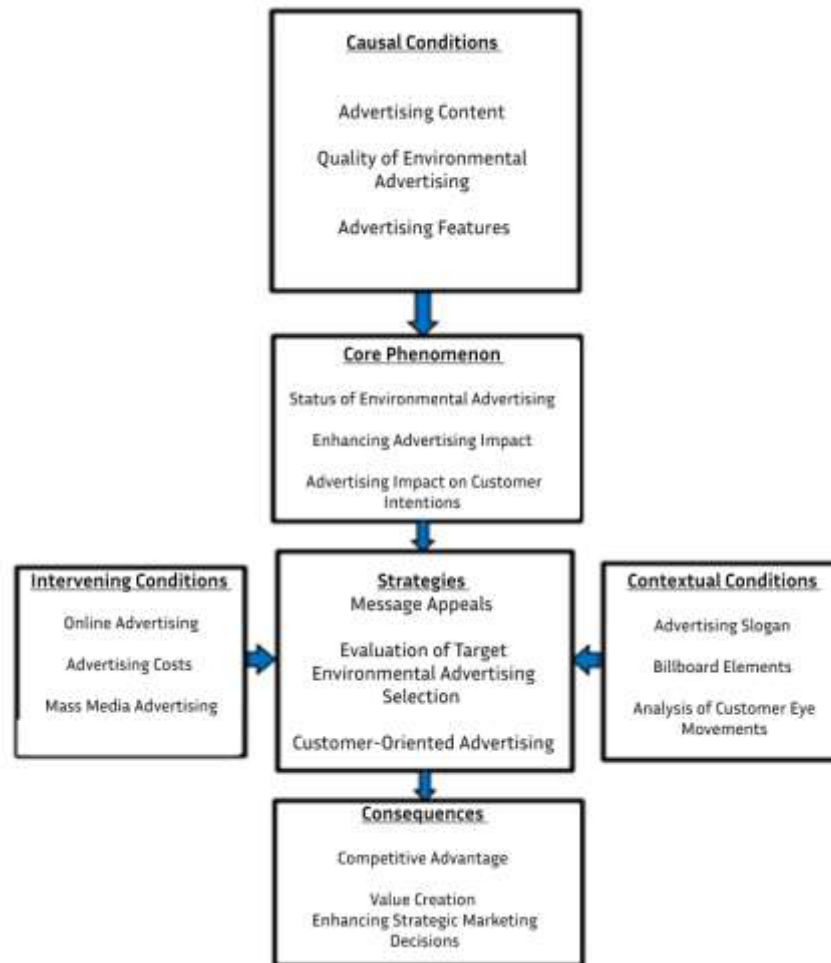 Causal Conditions
Advertising Content
Quality of Environmental
Advertising
Advertising Features
Core Phenomenon
Status of Environmental Advertising
Enhancing Advertising Impact
Advertising Impact on Customer
Intentions
Intervening Conditions
Online Advertising
Advertising Costs
Mass Media Advertising
Strategies
Message Appeals
Evaluation of Target
Environmental Advertising
Selection
Customer-Oriented Advertising
Contextual Conditions
Advertising Slogan
Billboard Elements
Analysis of Customer Eye
Movements
Consequences
Competitive Advantage
Value Creation
Enhancing Strategic Marketing
Decisions